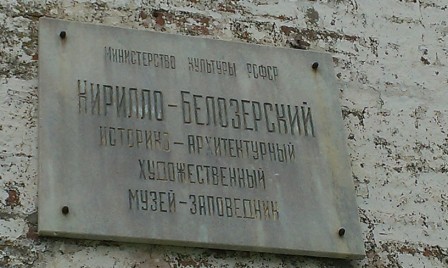 МИНИСТЕРСТВО КУЛЬТУРЫ РСФСР
КИРИЛЛО-БЕЛОЗЕРСКИЙ
ИСТОРИКО-АРХИТЕКТУРНЫЙ
ХУДОЖЕСТВЕННЫЙ
МУЗЕЙ-ЗАПОВЕДНИК